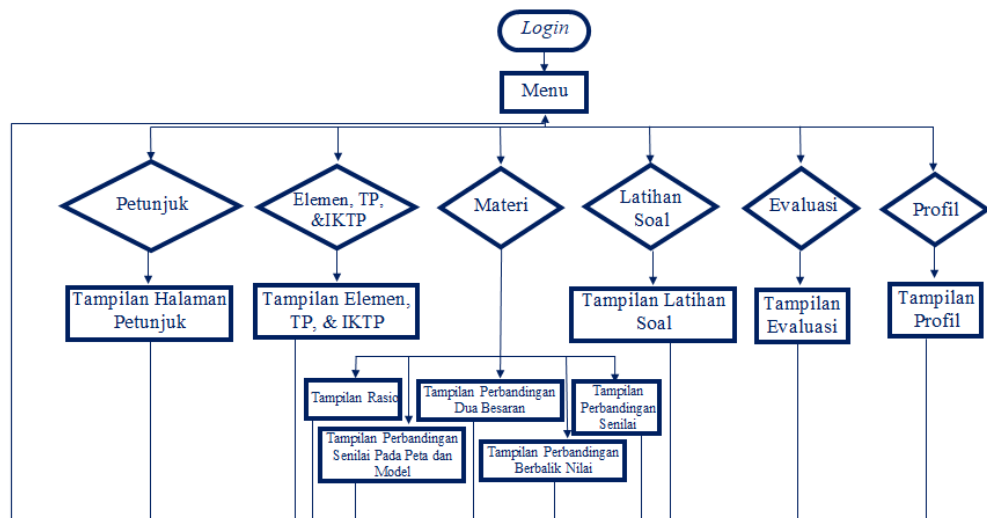 Login
Menu
Petunjuk
Elemen, TP,
&IKTP
Materi
Latihan
Soal
Evaluasi
Profil
Tampilan Halaman
Petunjuk
Tampilan Elemen,
TP, & IKTP
Tampilan Latihan
Soal
Tampilan
Evaluasi
Tampilan
Profil
Tampilan Rasio
Tampilan Perbandingan
Dua Besaran
Tampilan
Perbandingan
Senilai
Tampilan Perbandingan
Senilai Pada Peta dan
Model
Tampilan Perbandingan
Berbalik Nilai